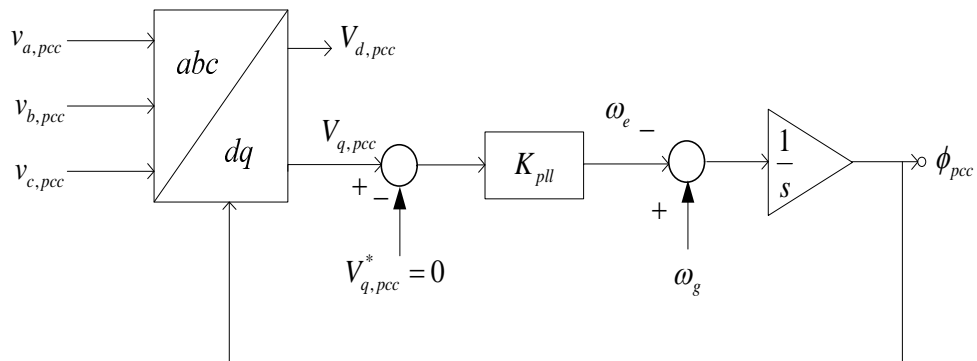 v_{a,pcc}
v_{b,pcc}
v_{c,pcc}
abc
dq
V_{d,pcc}
V_{q,pcc}
+
−
V^{*}_{q,pcc} = 0
K_{pll}
ω_e
−
+
ω_g
1
s
ϕ_{pcc}